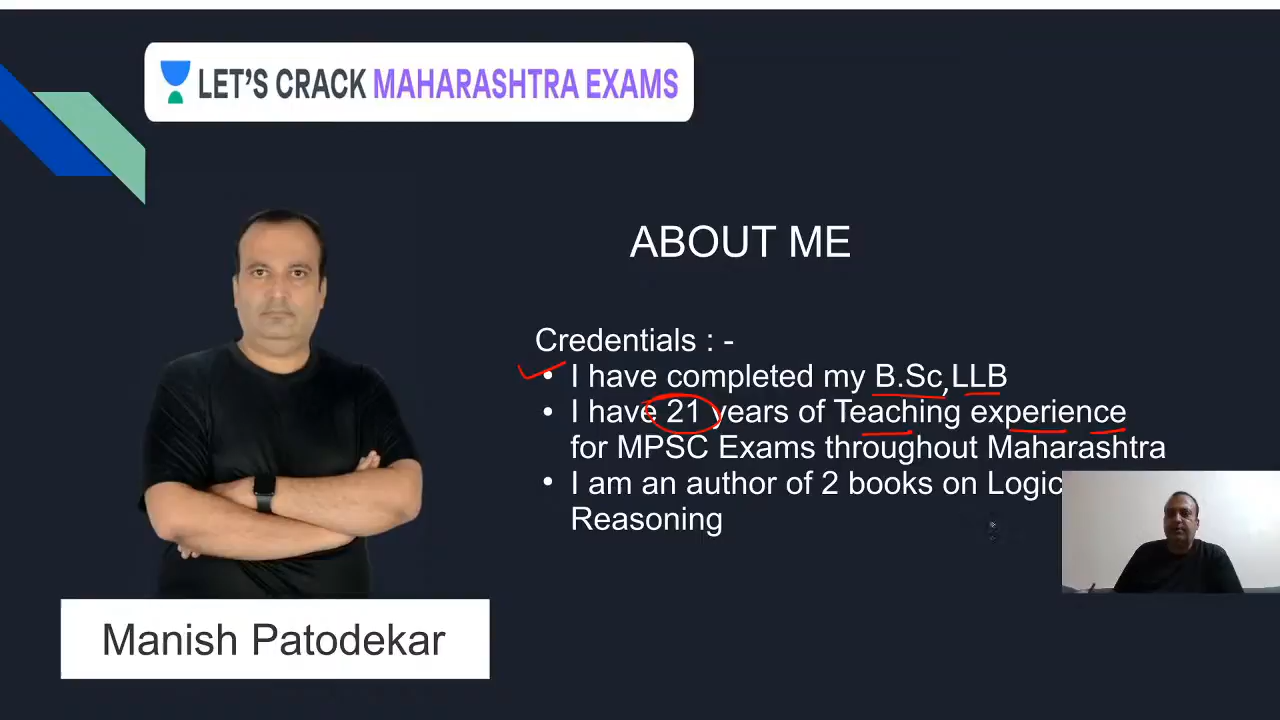 LET'S CRACK MAHARASHTRA EXAMS
ABOUT ME
Credentials : -
• I have completed my B.Sc,LLB
• I have 21 years of Teaching experience
for MPSC Exams throughout Maharashtra
• I am an author of 2 books on Logic
Reasoning
Manish Patodekar